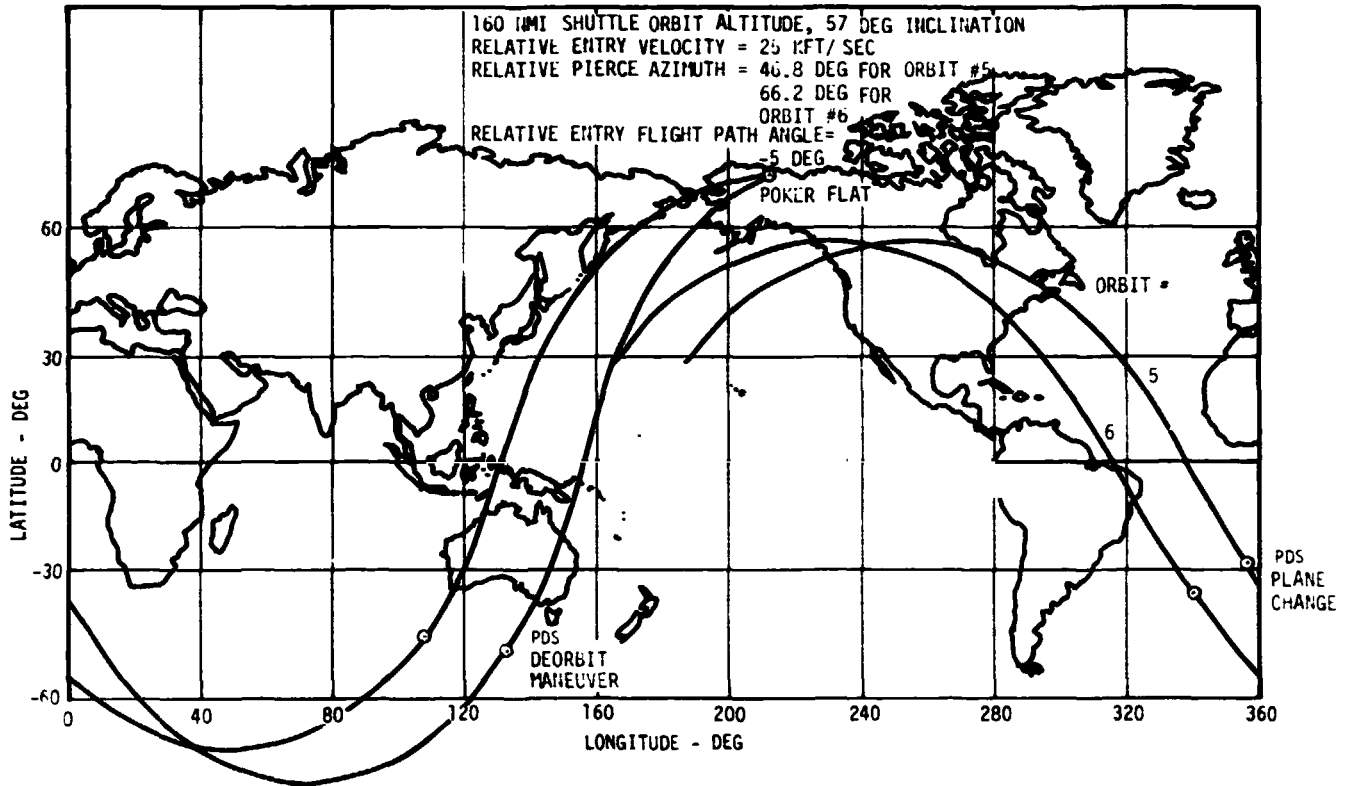 160 NMI SHUTTLE ORBIT ALTITUDE, 57 DEG INCLINATION
RELATIVE ENTRY VELOCITY = 25 KFT/SEC
RELATIVE PIERCE AZIMUTH = 46.8 DEG FOR ORBIT #5
66.2 DEG FOR
ORBIT #6
RELATIVE ENTRY FLIGHT PATH ANGLE=
-5 DEG
POKER FLAT
ORBIT #
5
6
PDS
PLANE
CHANGE
PDS
DEORBIT
MANEUVER
LATITUDE - DEG
60
30
0
-30
-60
0 40 80 120 160 200 240 280 320 360
LONGITUDE - DEG